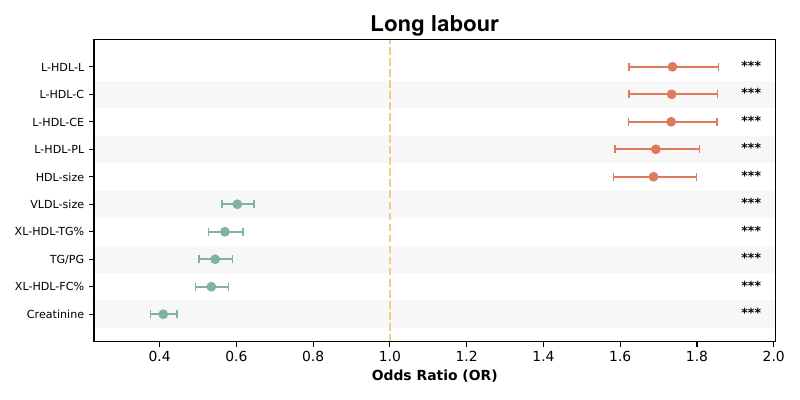 Long labour
L-HDL-L ***
L-HDL-C ***
L-HDL-CE ***
L-HDL-PL ***
HDL-size ***
VLDL-size ***
XL-HDL-TG% ***
TG/PG ***
XL-HDL-FC% ***
Creatinine ***
0.4 0.6 0.8 1.0 1.2 1.4 1.6 1.8 2.0
Odds Ratio (OR)